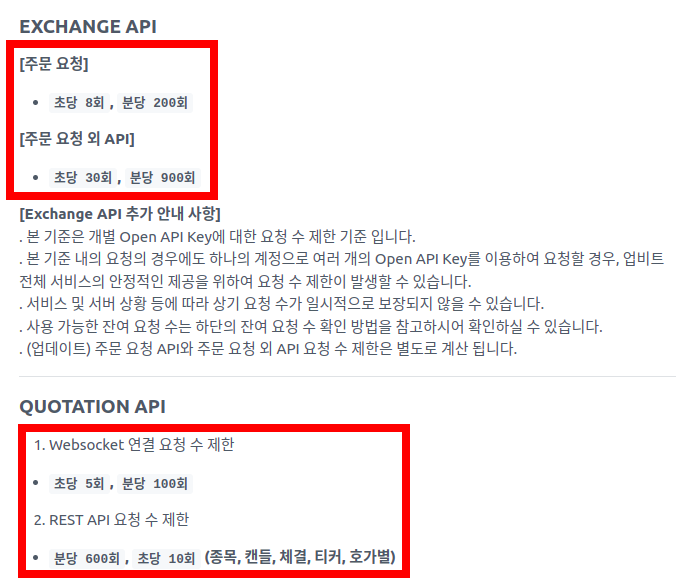 EXCHANGE API
[주문 요청]
• 초당 8회, 분당 200회
[주문 요청 외 API]
• 초당 30회, 분당 900회
[Exchange API 추가 안내 사항]
. 본 기준은 개별 Open API Key에 대한 요청 수 제한 기준 입니다.
. 본 기준 내의 요청의 경우에도 하나의 계정으로 여러 개의 Open API Key를 이용하여 요청할 경우, 업비트
전체 서비스의 안정적인 제공을 위하여 요청 수 제한이 발생할 수 있습니다.
. 서비스 및 서버 상황 등에 따라 상기 요청 수가 일시적으로 보장되지 않을 수 있습니다.
. 사용 가능한 잔여 요청 수는 하단의 잔여 요청 수 확인 방법을 참고하시어 확인하실 수 있습니다.
. (업데이트) 주문 요청 API와 주문 요청 외 API 요청 수 제한은 별도로 계산 됩니다.
QUOTATION API
1. Websocket 연결 요청 수 제한
• 초당 5회, 분당 100회
2. REST API 요청 수 제한
• 분당 600회, 초당 10회 (종목, 캔들, 체결, 티커, 호가별)